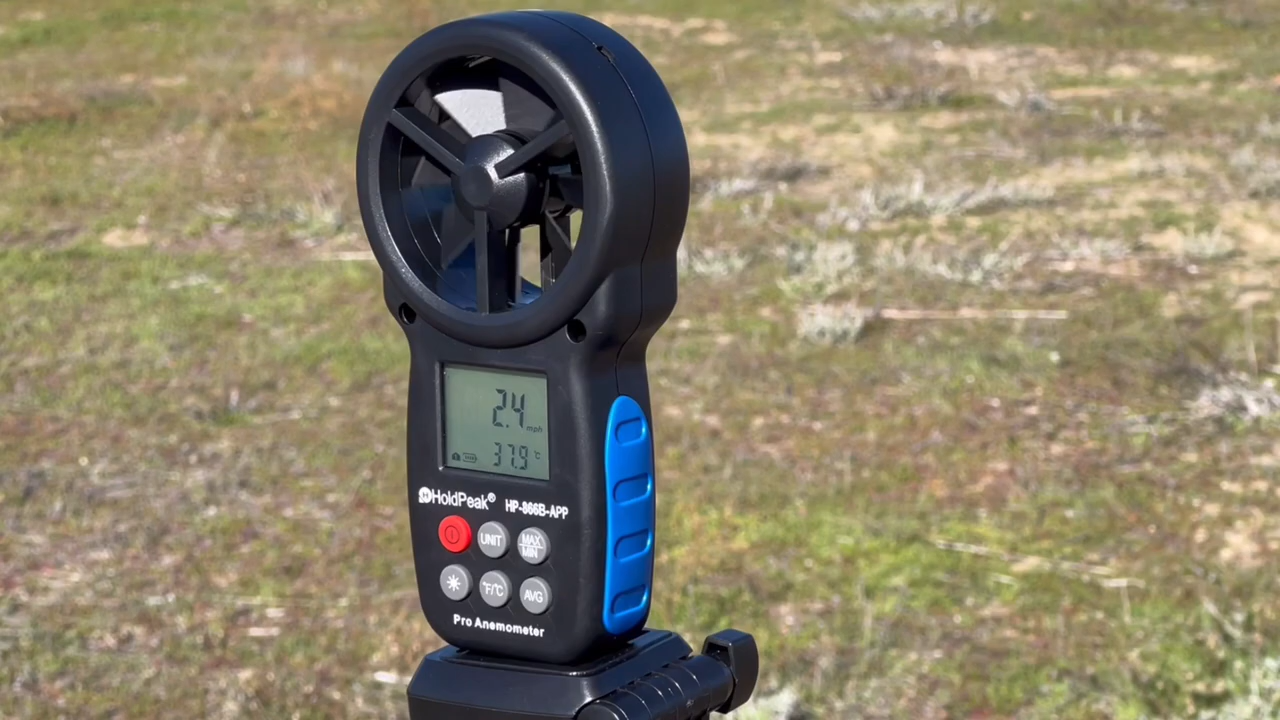 2.4 mph
37.9 °C
HoldPeak® HP-866B-APP
UNIT MAX MIN
°F/°C AVG
Pro Anemometer